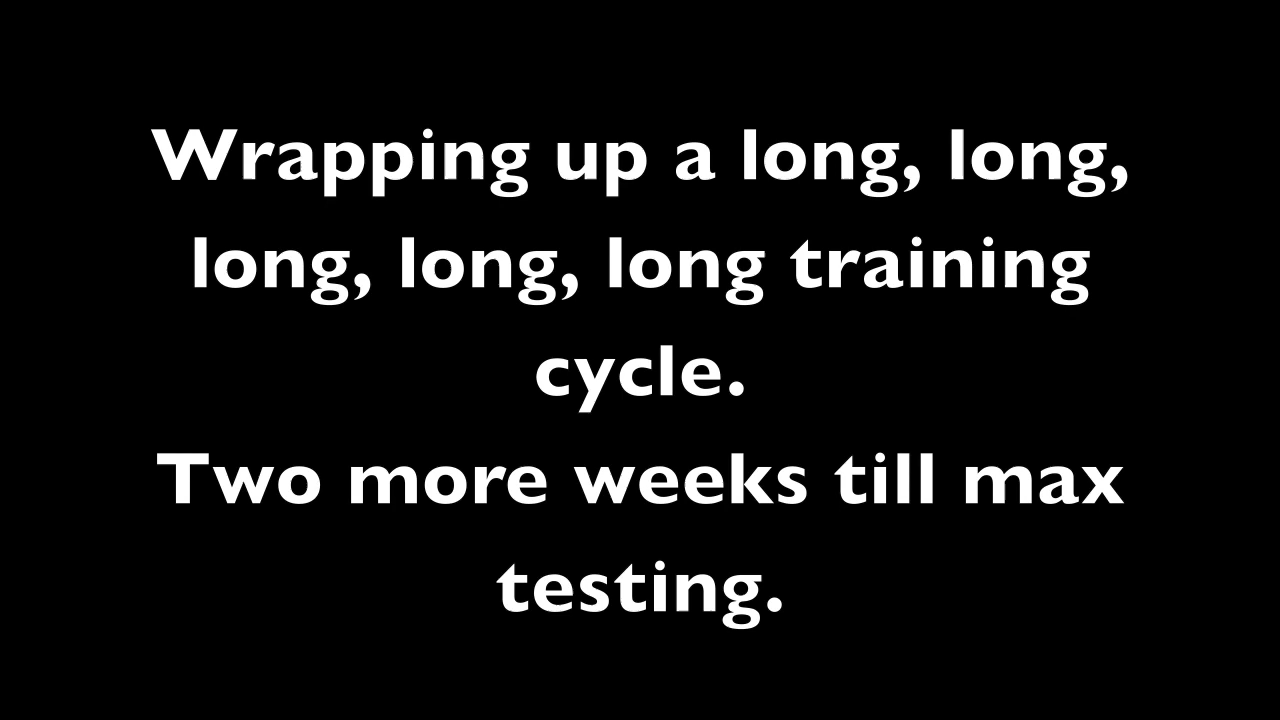 Wrapping up a long, long,
long, long, long training
cycle.
Two more weeks till max
testing.